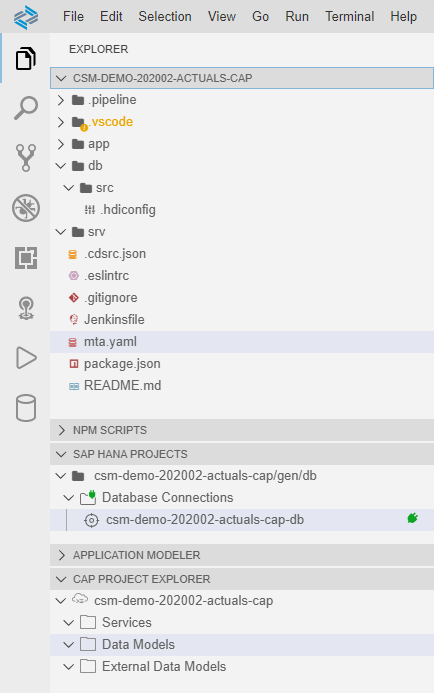 File Edit Selection View Go Run Terminal Help
EXPLORER
CSM-DEMO-202002-ACTUALS-CAP
.pipeline
.vscode
app
db
src
.hdiconfig
srv
.cdsrc.json
.eslintrc
.gitignore
Jenkinsfile
mta.yaml
package.json
README.md
NPM SCRIPTS
SAP HANA PROJECTS
csm-demo-202002-actuals-cap/gen/db
Database Connections
csm-demo-202002-actuals-cap-db
APPLICATION MODELER
CAP PROJECT EXPLORER
csm-demo-202002-actuals-cap
Services
Data Models
External Data Models